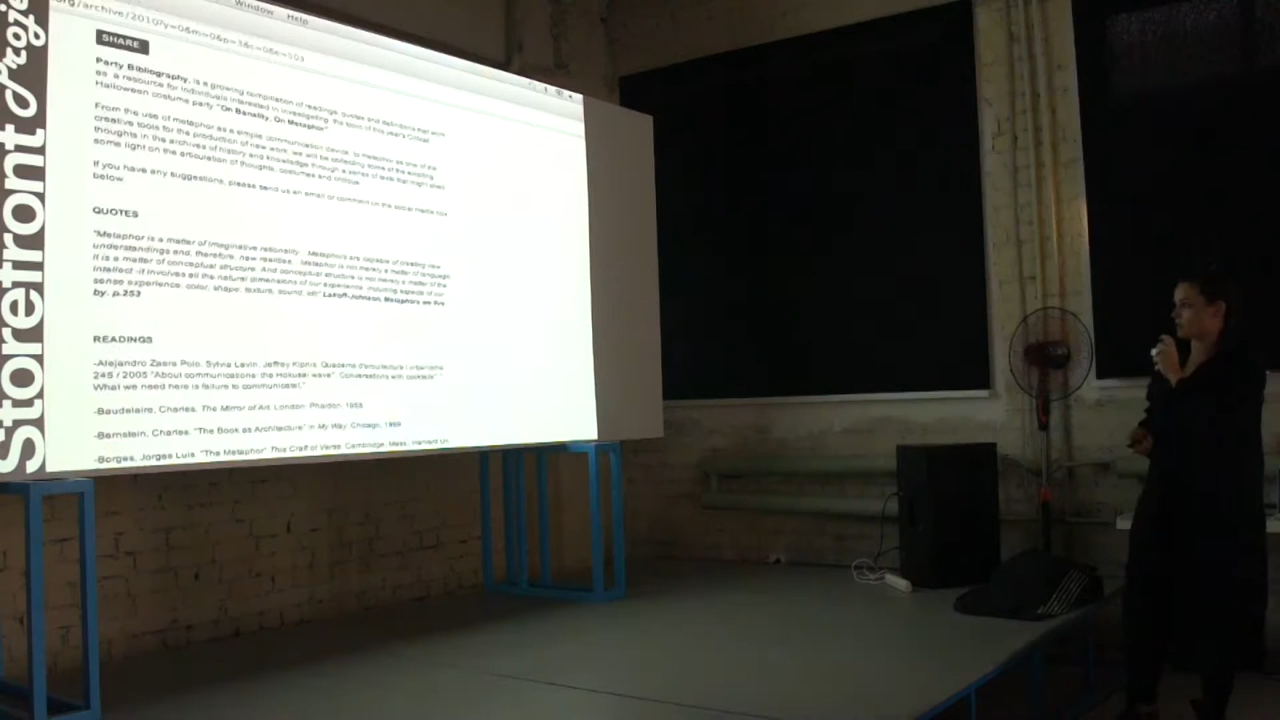 Window Help
org/archive/2010?y=0&m=0&p=3&c=0&e=503
Storefront Proje
SHARE
Party Bibliography, is a growing compilation of readings, quotes and definitions that work
as a resource for individuals interested in investigating the topic of this year's Critical
Halloween costume party "On Banality, On Metaphor"
From the use of metaphor as a simple communication device, to metaphor as one of the
creative tools for the production of new work, we will be collecting some of the existing
thoughts in the archives of history and knowledge through a series of texts that might shed
some light on the articulation of thoughts, costumes and critique.
If you have any suggestions, please send us an email or comment on the social media box
below.
QUOTES
"Metaphor is a matter of imaginative rationality. Metaphors are capable of creating new
understandings and, therefore, new realities. Metaphor is not merely a matter of language
It is a matter of conceptual structure. And conceptual structure is not merely a matter of the
intellect -it involves all the natural dimensions of our experience, including aspects of our
sense experience: color, shape, texture, sound, etc" Lakoff-Johnson, Metaphors we live
by. p.253
READINGS
-Alejandro Zaera Polo, Sylvia Lavin, Jeffrey Kipnis, Quaderns d'arquitectura i urbanisme
245 / 2005 "About communications: the Hokusai wave". Conversations with cocktails"
What we need here is failure to communicate!,"
-Baudelaire, Charles. The Mirror of Art. London: Phaidon, 1955
-Bernstein, Charles. "The Book as Architecture" in My Way. Chicago, 1999
-Borges, Jorges Luis. "The Metaphor" This Craft of Verse. Cambridge, Mass.: Harvard Un